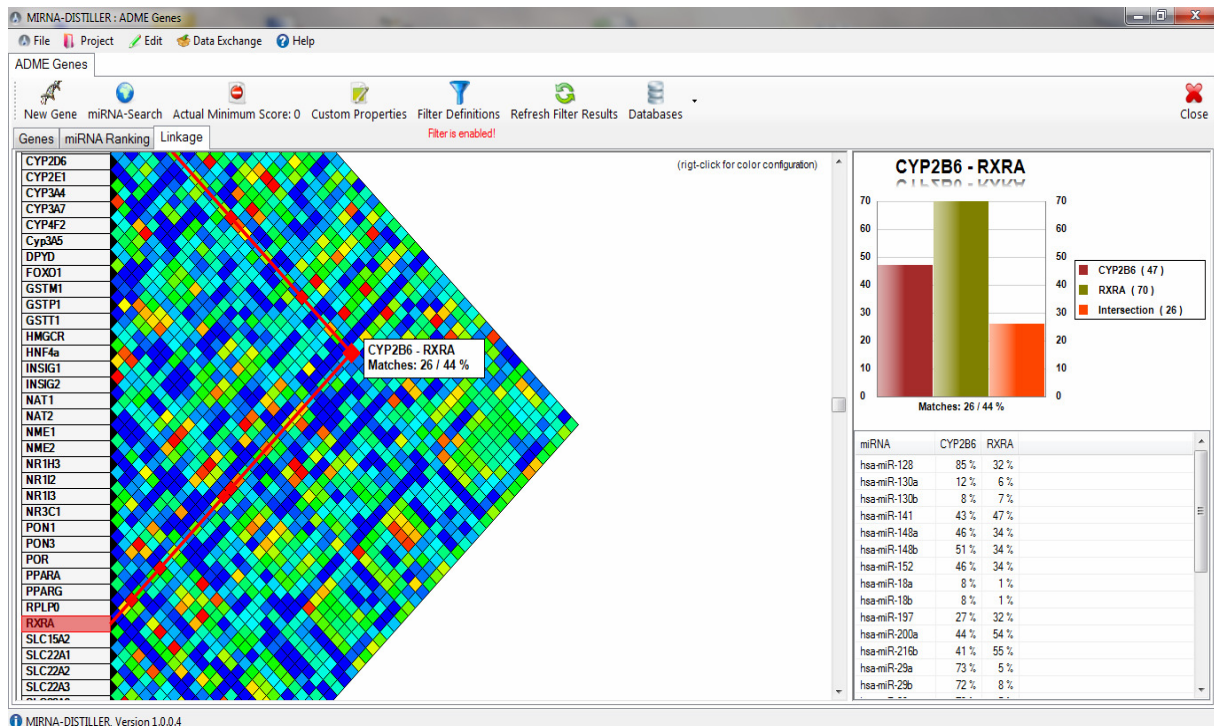 MIRNA-DISTILLER : ADME Genes
File Project Edit Data Exchange Help
ADME Genes
New Gene miRNA-Search Actual Minimum Score: 0 Custom Properties Filter Definitions Refresh Filter Results Databases Close
Filter is enabled!
Genes miRNA Ranking Linkage
(rigt-click for color configuration)
CYP2D6
CYP2E1
CYP3A4
CYP3A7
CYP4F2
Cyp3A5
DPYD
FOXO1
GSTM1
GSTP1
GSTT1
HMGCR
HNF4a
INSIG1
INSIG2
NAT1
NAT2
NME1
NME2
NR1H3
NR1I2
NR1I3
NR3C1
PON1
PON3
POR
PPARA
PPARG
RPLP0
RXRA
SLC15A2
SLC22A1
SLC22A2
SLC22A3
CYP2B6 - RXRA
Matches: 26 / 44 %
CYP2B6 - RXRA
70 70
60 60
50 50
40 40
30 30
20 20
10 10
0 0
Matches: 26 / 44 %
CYP2B6 ( 47 )
RXRA ( 70 )
Intersection ( 26 )
miRNA CYP2B6 RXRA
hsa-miR-128 85 % 32 %
hsa-miR-130a 12 % 6 %
hsa-miR-130b 8 % 7 %
hsa-miR-141 43 % 47 %
hsa-miR-148a 46 % 34 %
hsa-miR-148b 51 % 34 %
hsa-miR-152 46 % 34 %
hsa-miR-18a 8 % 1 %
hsa-miR-18b 8 % 1 %
hsa-miR-197 27 % 32 %
hsa-miR-200a 44 % 54 %
hsa-miR-216b 41 % 55 %
hsa-miR-29a 73 % 5 %
hsa-miR-29b 72 % 8 %
MIRNA-DISTILLER, Version 1.0.0.4